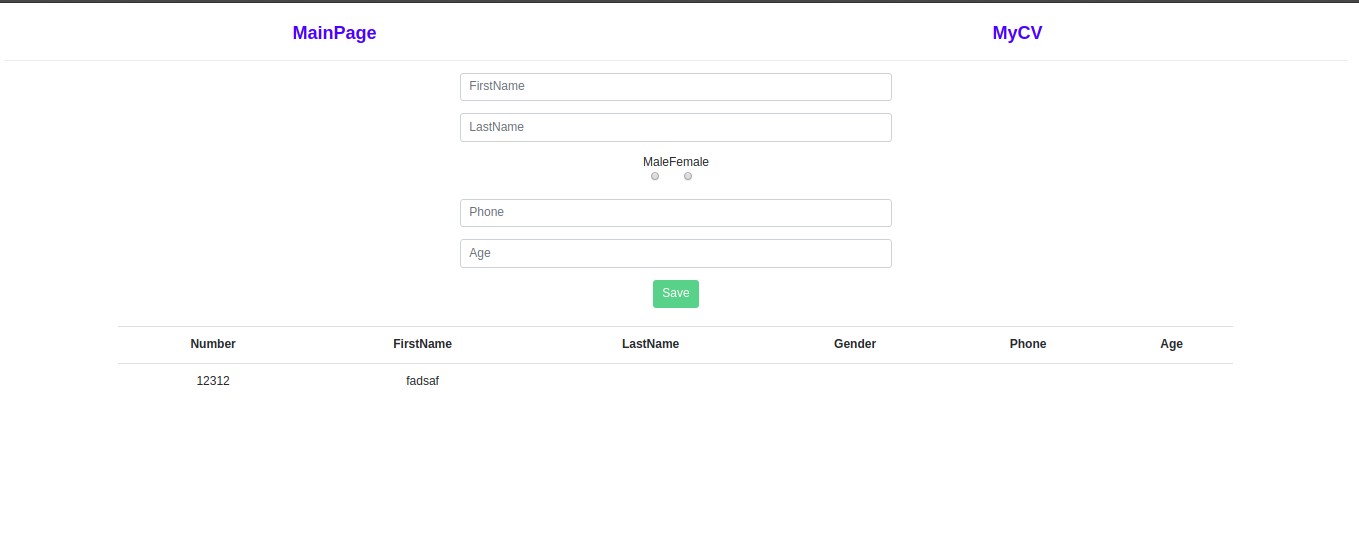 MainPage MyCV
FirstName
LastName
MaleFemale
Phone
Age
Save
Number FirstName LastName Gender Phone Age
12312 fadsaf